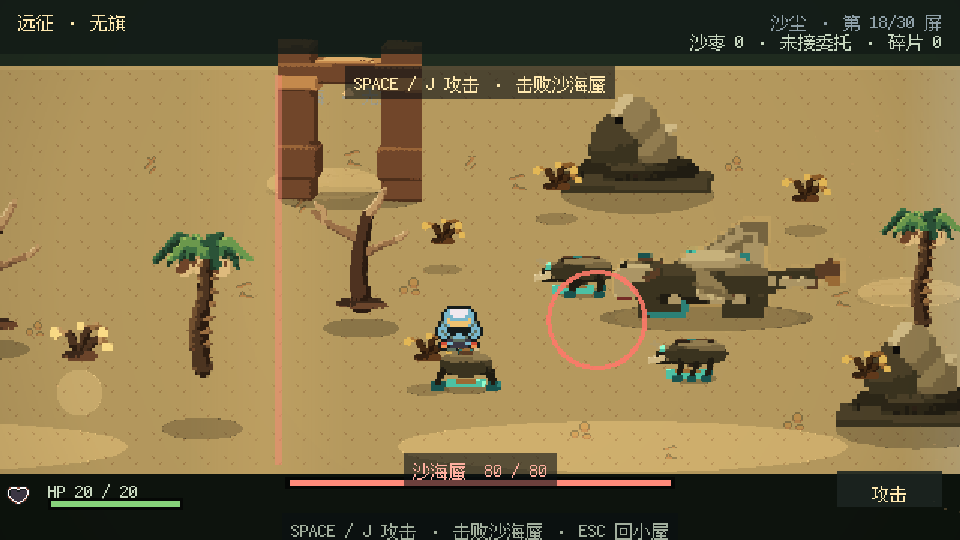 远征 · 无旗
沙尘 · 第 18/30 屏
沙枣 0 · 未接委托 · 碎片 0
SPACE / J 攻击 · 击败沙海蜃
沙海蜃 80 / 80
HP 20 / 20
攻击
SPACE / J 攻击 · 击败沙海蜃 · ESC 回小屋